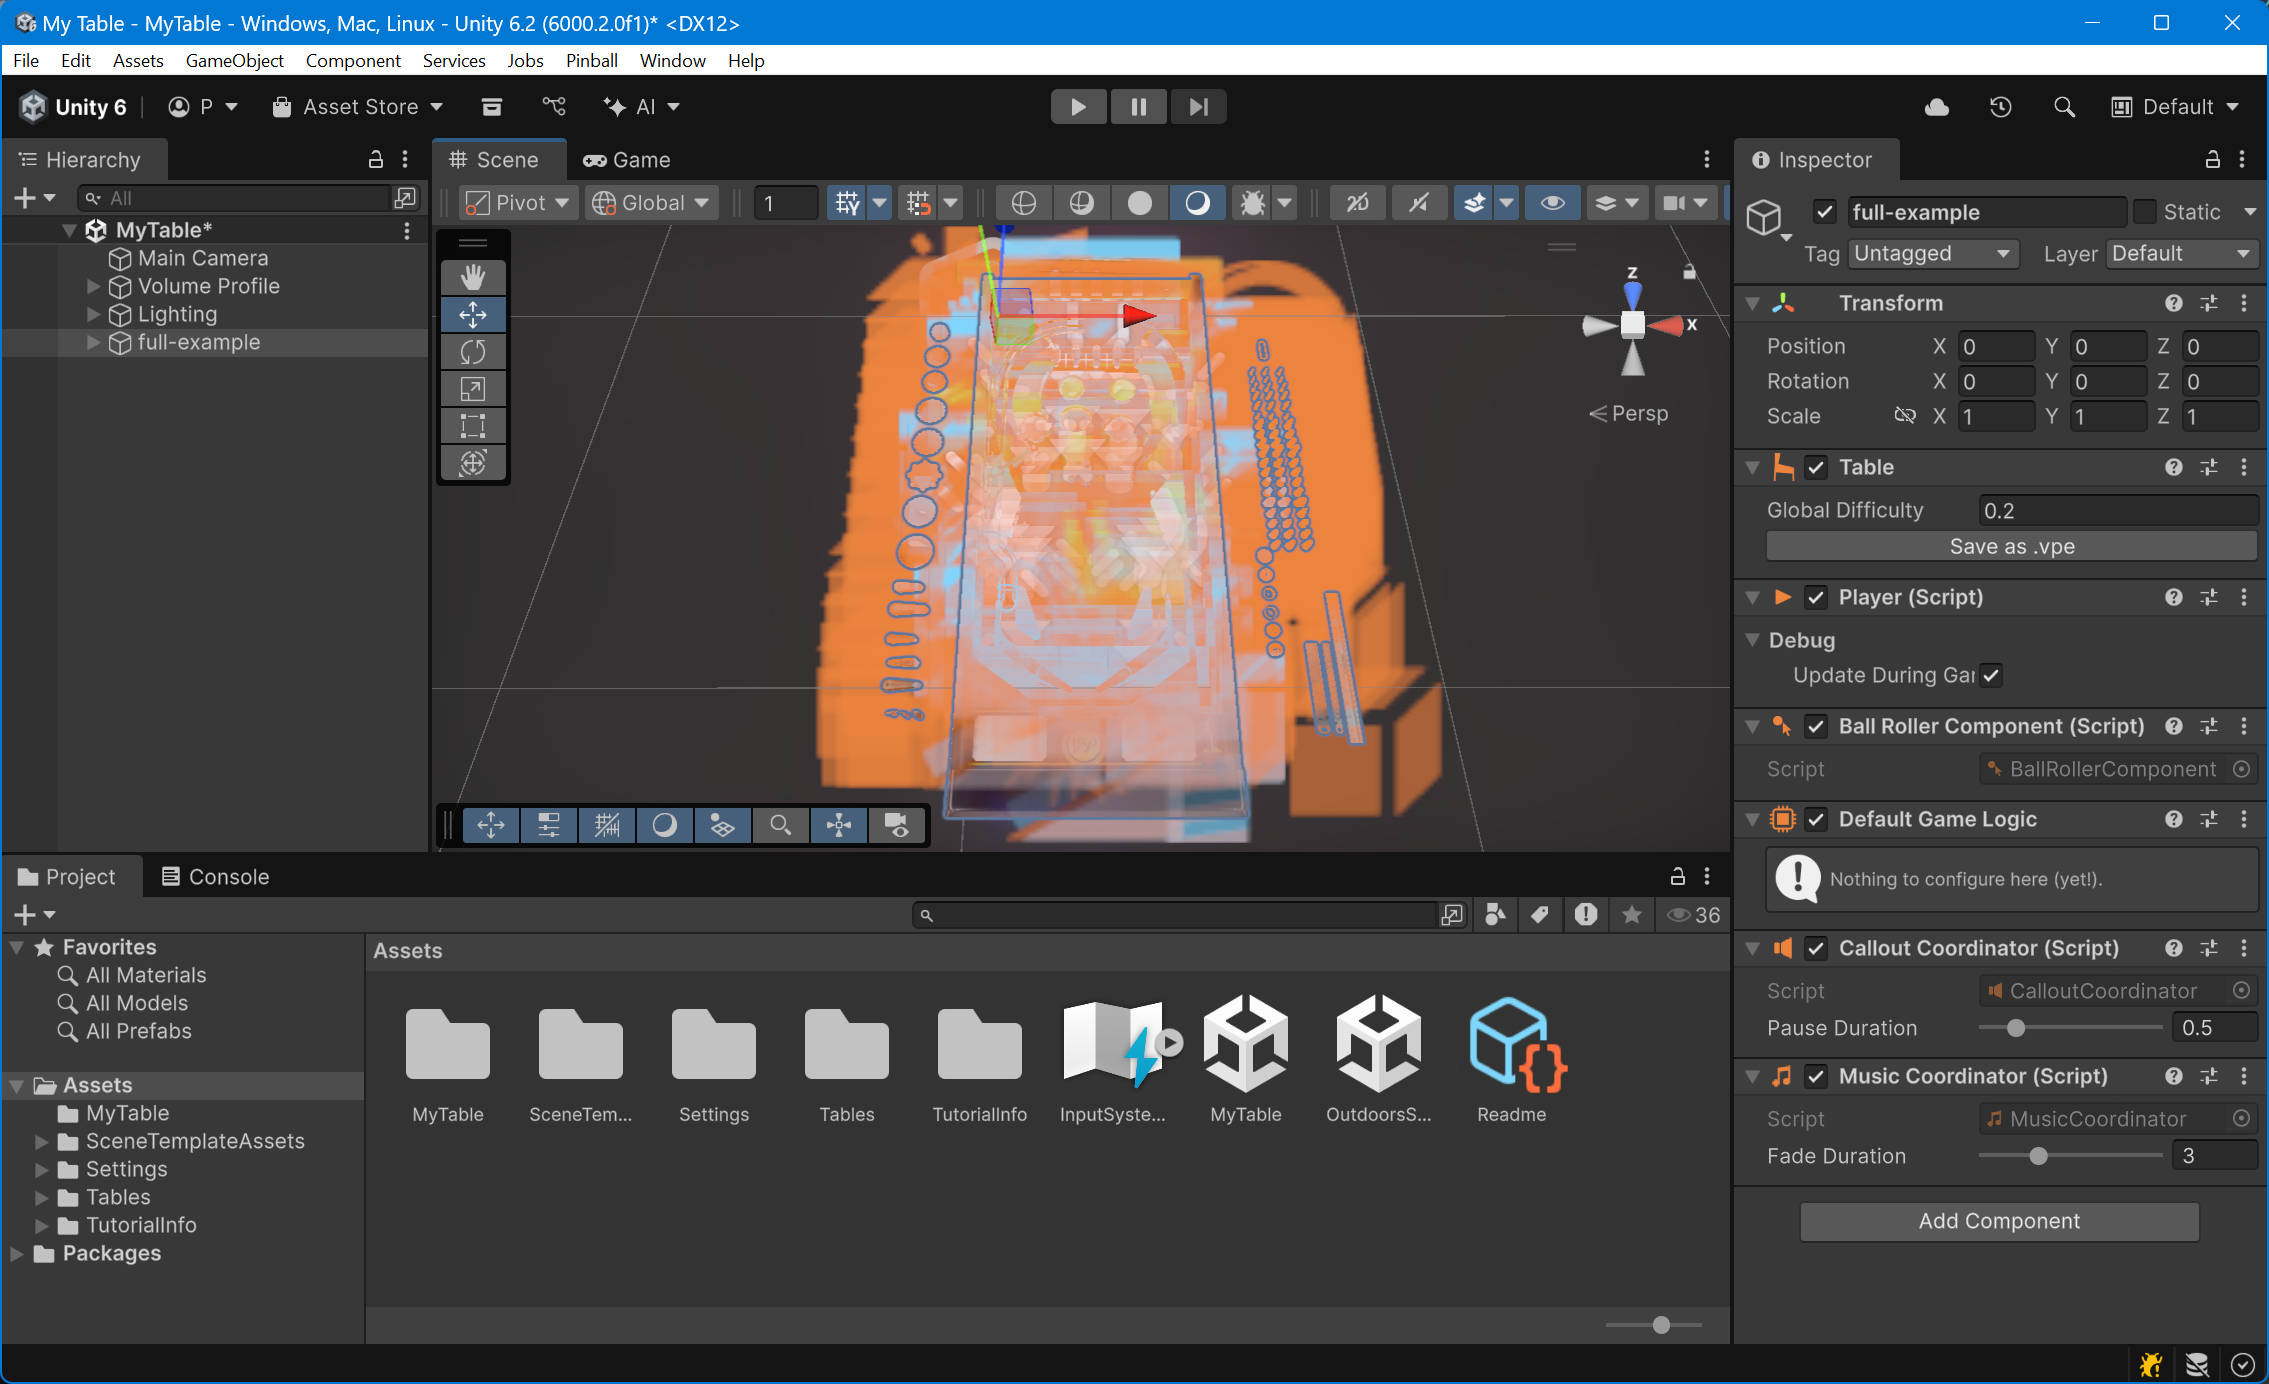 My Table - MyTable - Windows, Mac, Linux - Unity 6.2 (6000.2.0f1)* <DX12>
File Edit Assets GameObject Component Services Jobs Pinball Window Help
Unity 6 P Asset Store AI Default
Hierarchy
All
MyTable*
Main Camera
Volume Profile
Lighting
full-example
Scene Game
Pivot Global 1 2D
Z
X
Persp
Inspector
full-example Static
Tag Untagged Layer Default
Transform
Position X 0 Y 0 Z 0
Rotation X 0 Y 0 Z 0
Scale X 1 Y 1 Z 1
Table
Global Difficulty 0.2
Save as .vpe
Player (Script)
Debug
Update During Gar
Ball Roller Component (Script)
Script BallRollerComponent
Default Game Logic
Nothing to configure here (yet!).
Callout Coordinator (Script)
Script CalloutCoordinator
Pause Duration 0.5
Music Coordinator (Script)
Script MusicCoordinator
Fade Duration 3
Add Component
Project Console
36
Favorites
All Materials
All Models
All Prefabs
Assets
MyTable
SceneTemplateAssets
Settings
Tables
TutorialInfo
Packages
Assets
MyTable SceneTem... Settings Tables TutorialInfo InputSyste... MyTable OutdoorsS... Readme